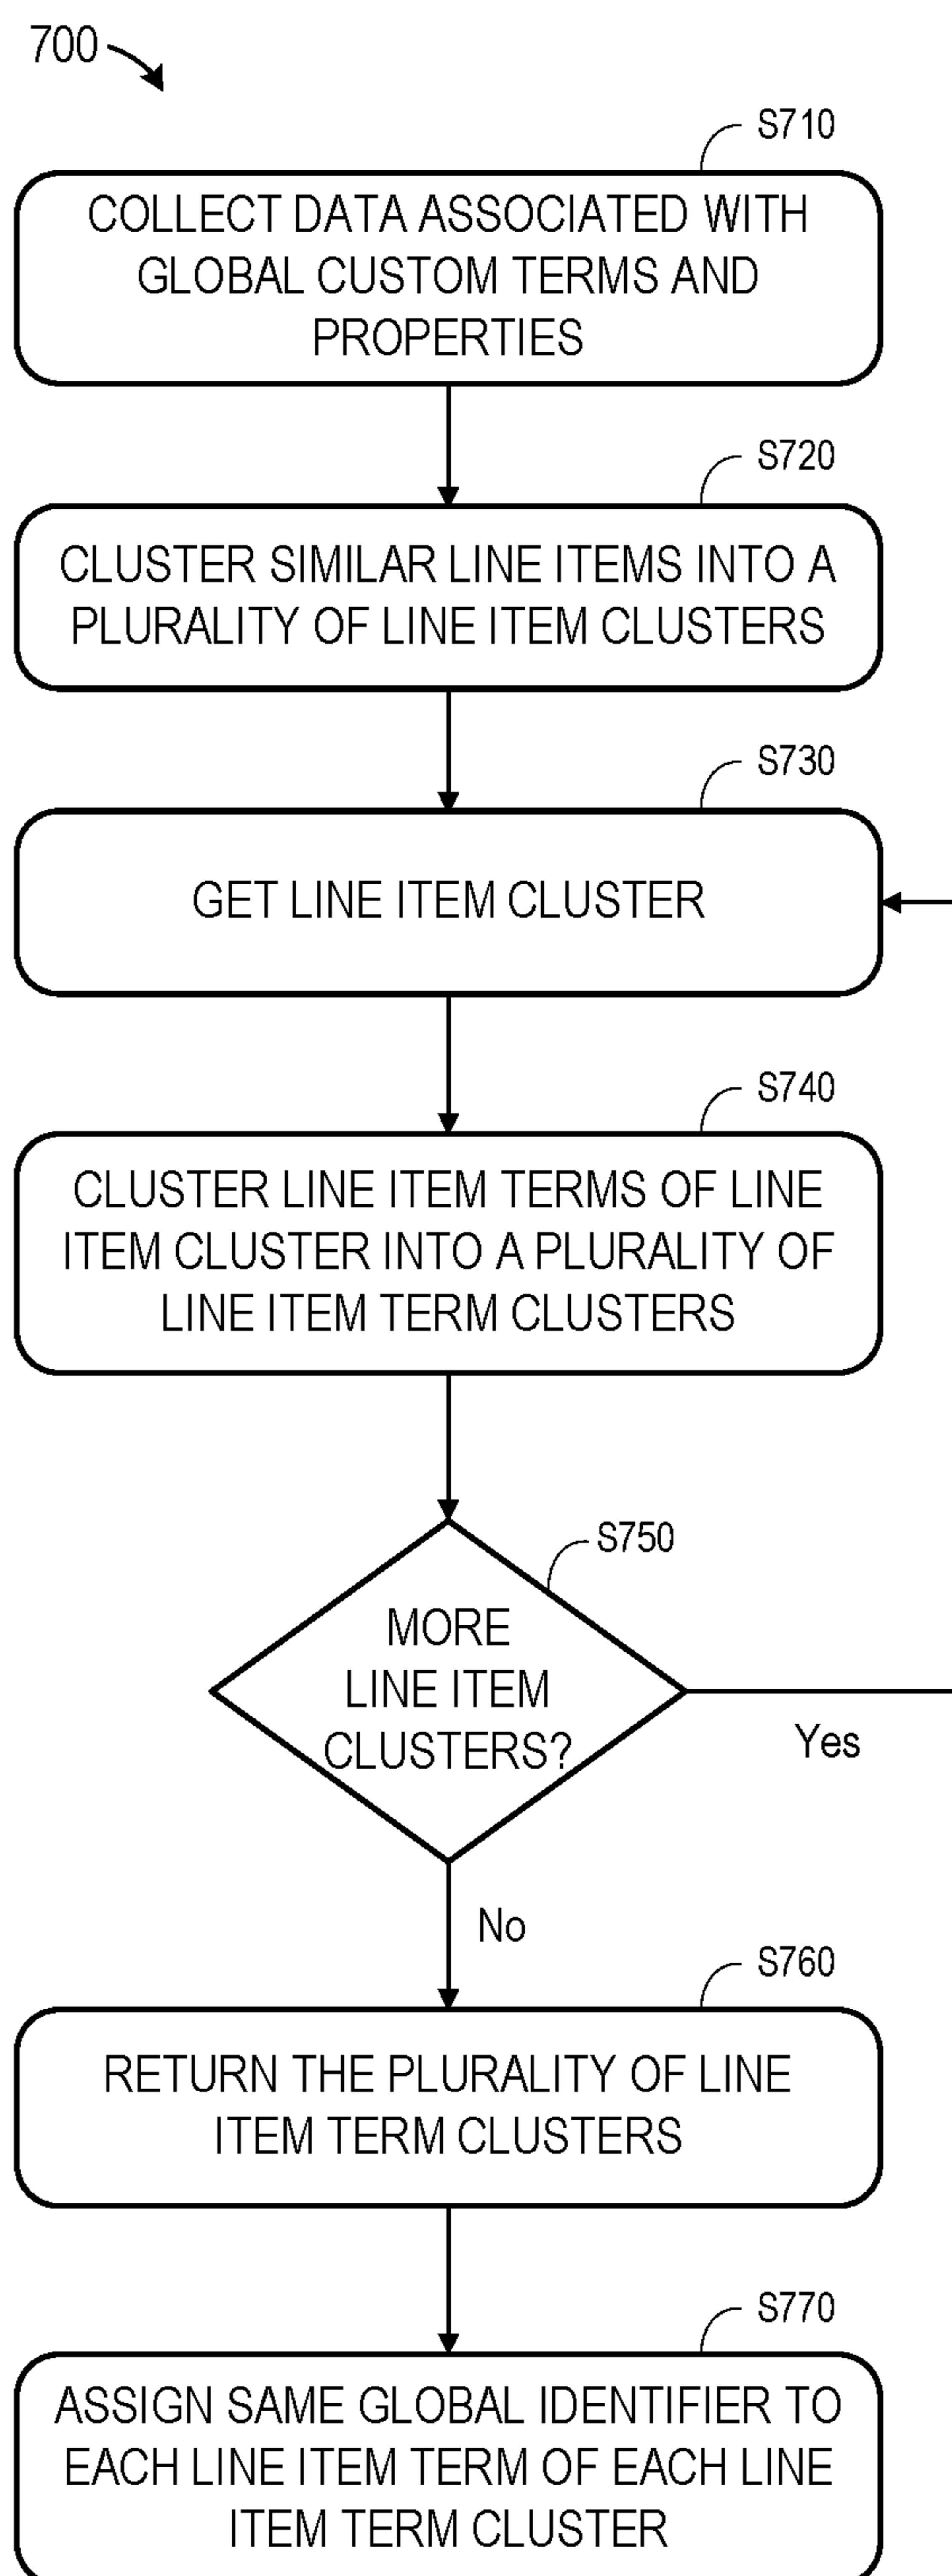 700
S710
COLLECT DATA ASSOCIATED WITH
GLOBAL CUSTOM TERMS AND
PROPERTIES
S720
CLUSTER SIMILAR LINE ITEMS INTO A
PLURALITY OF LINE ITEM CLUSTERS
S730
GET LINE ITEM CLUSTER
S740
CLUSTER LINE ITEM TERMS OF LINE
ITEM CLUSTER INTO A PLURALITY OF
LINE ITEM TERM CLUSTERS
S750
MORE
LINE ITEM
CLUSTERS?
Yes
No
S760
RETURN THE PLURALITY OF LINE
ITEM TERM CLUSTERS
S770
ASSIGN SAME GLOBAL IDENTIFIER TO
EACH LINE ITEM TERM OF EACH LINE
ITEM TERM CLUSTER